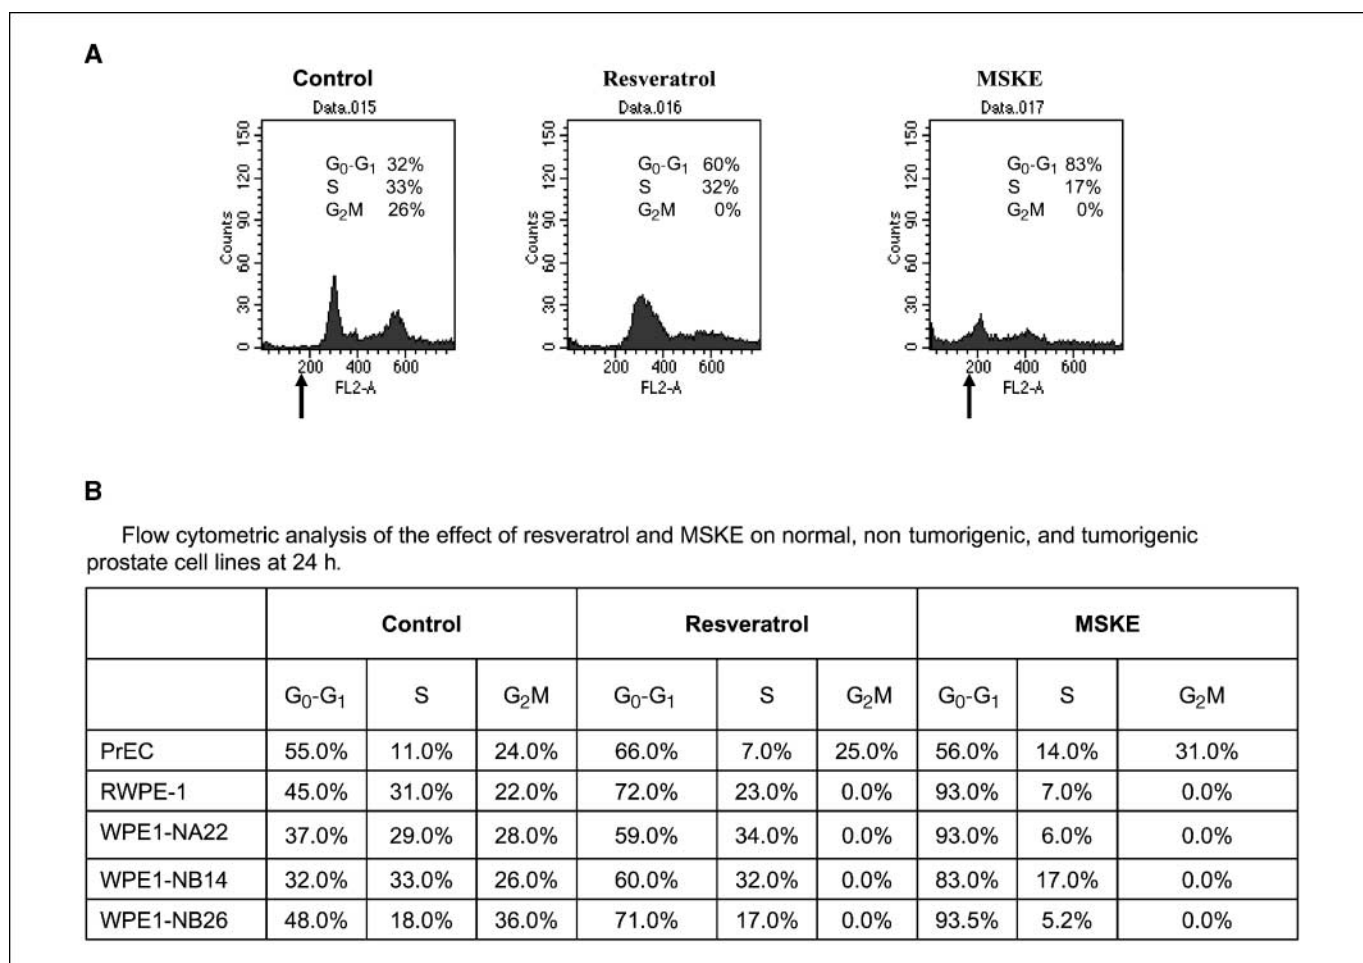 A
Control Resveratrol MSKE
Data.015 Data.016 Data.017
G₀-G₁ 32%
S 33%
G₂M 26%
G₀-G₁ 60%
S 32%
G₂M 0%
G₀-G₁ 83%
S 17%
G₂M 0%
Counts
0 30 60 90 120 150
200 400 600
FL2-A
Counts
0 30 60 90 120 150
200 400 600
FL2-A
Counts
0 30 60 90 120 150
200 400 600
FL2-A
B
Flow cytometric analysis of the effect of resveratrol and MSKE on normal, non tumorigenic, and tumorigenic
prostate cell lines at 24 h.
Control Resveratrol MSKE
G₀-G₁ S G₂M G₀-G₁ S G₂M G₀-G₁ S G₂M
PrEC 55.0% 11.0% 24.0% 66.0% 7.0% 25.0% 56.0% 14.0% 31.0%
RWPE-1 45.0% 31.0% 22.0% 72.0% 23.0% 0.0% 93.0% 7.0% 0.0%
WPE1-NA22 37.0% 29.0% 28.0% 59.0% 34.0% 0.0% 93.0% 6.0% 0.0%
WPE1-NB14 32.0% 33.0% 26.0% 60.0% 32.0% 0.0% 83.0% 17.0% 0.0%
WPE1-NB26 48.0% 18.0% 36.0% 71.0% 17.0% 0.0% 93.5% 5.2% 0.0%